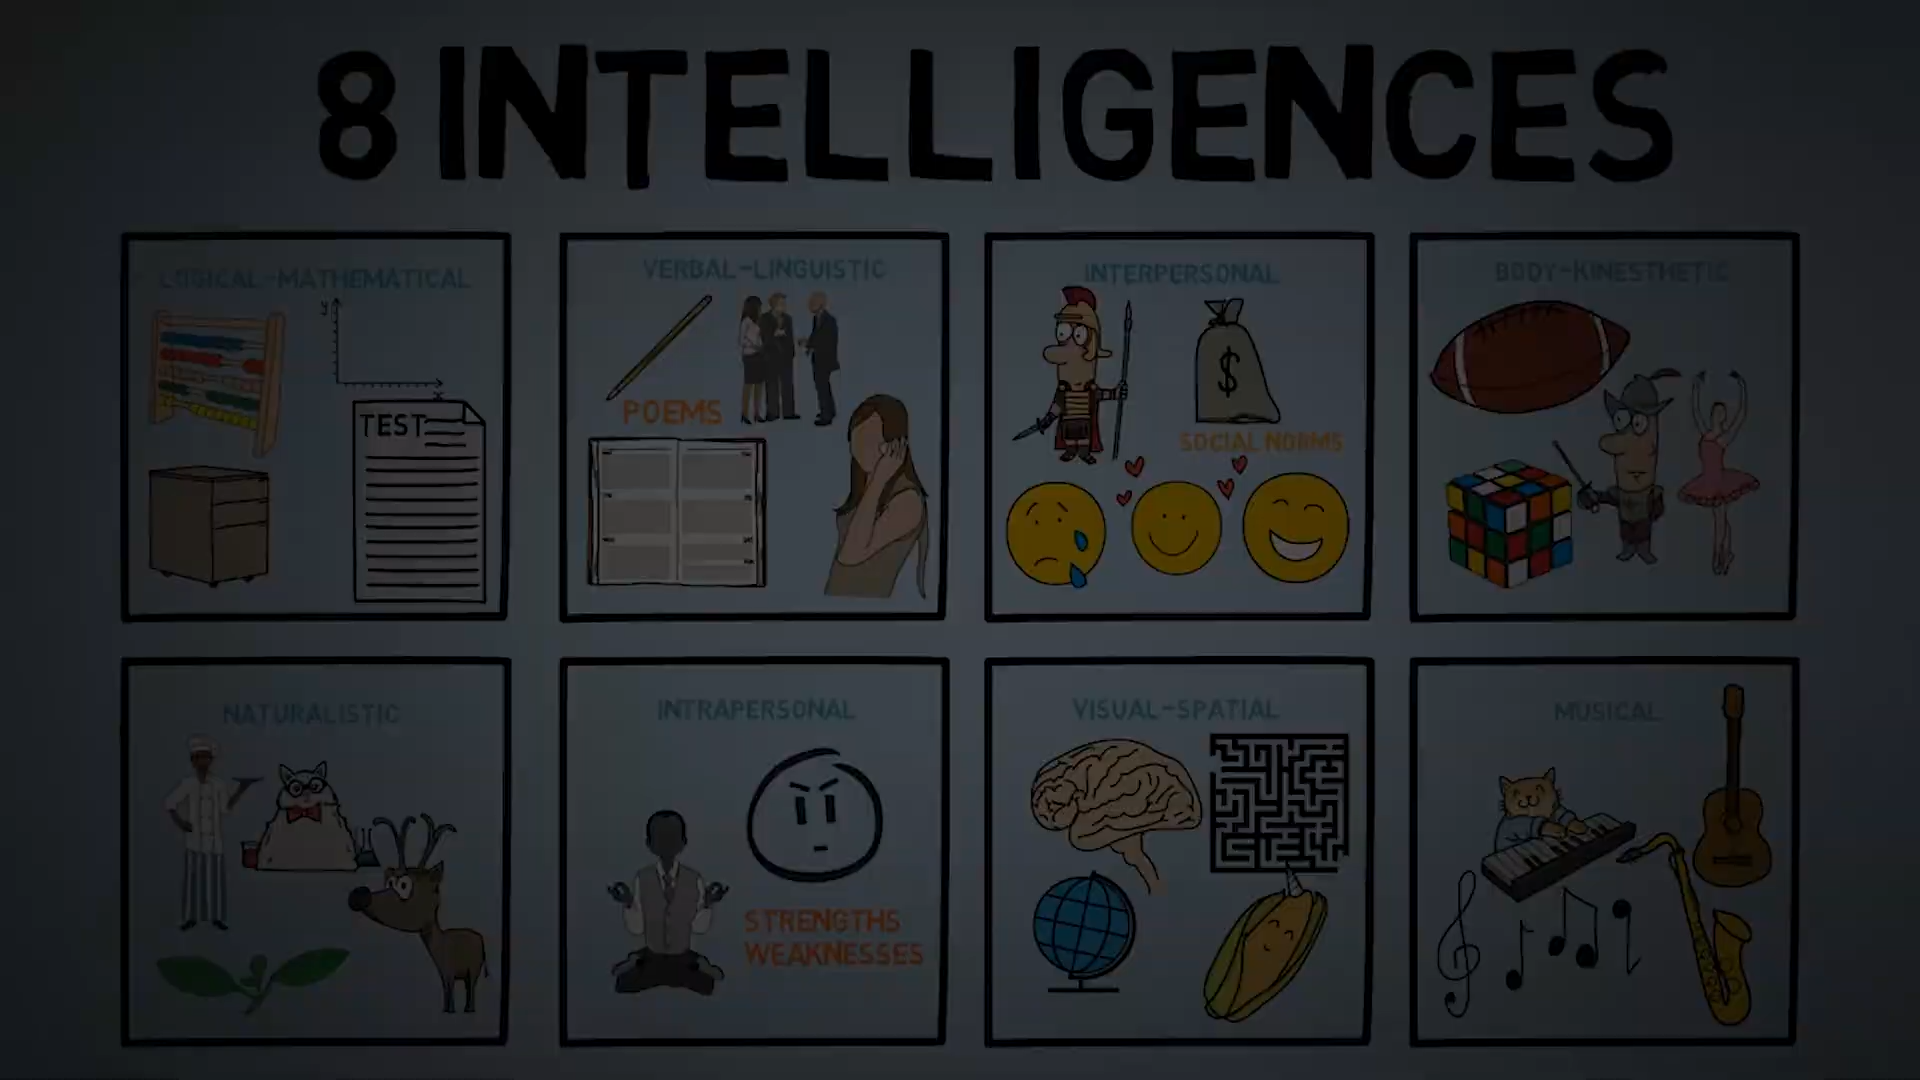 8 INTELLIGENCES
LOGICAL-MATHEMATICAL
y
x
TEST
VERBAL-LINGUISTIC
POEMS
INTERPERSONAL
$
SOCIAL NORMS
BODY-KINESTHETIC
NATURALISTIC
INTRAPERSONAL
STRENGTHS
WEAKNESSES
VISUAL-SPATIAL
MUSICAL